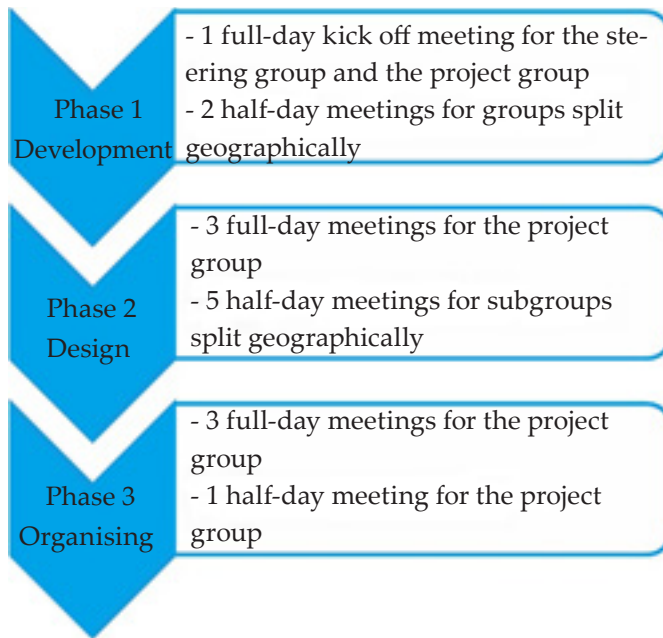 Phase 1
Development
- 1 full-day kick off meeting for the ste-
ering group and the project group
- 2 half-day meetings for groups split
geographically
Phase 2
Design
- 3 full-day meetings for the project
group
- 5 half-day meetings for subgroups
split geographically
Phase 3
Organising
- 3 full-day meetings for the project
group
- 1 half-day meeting for the project
group